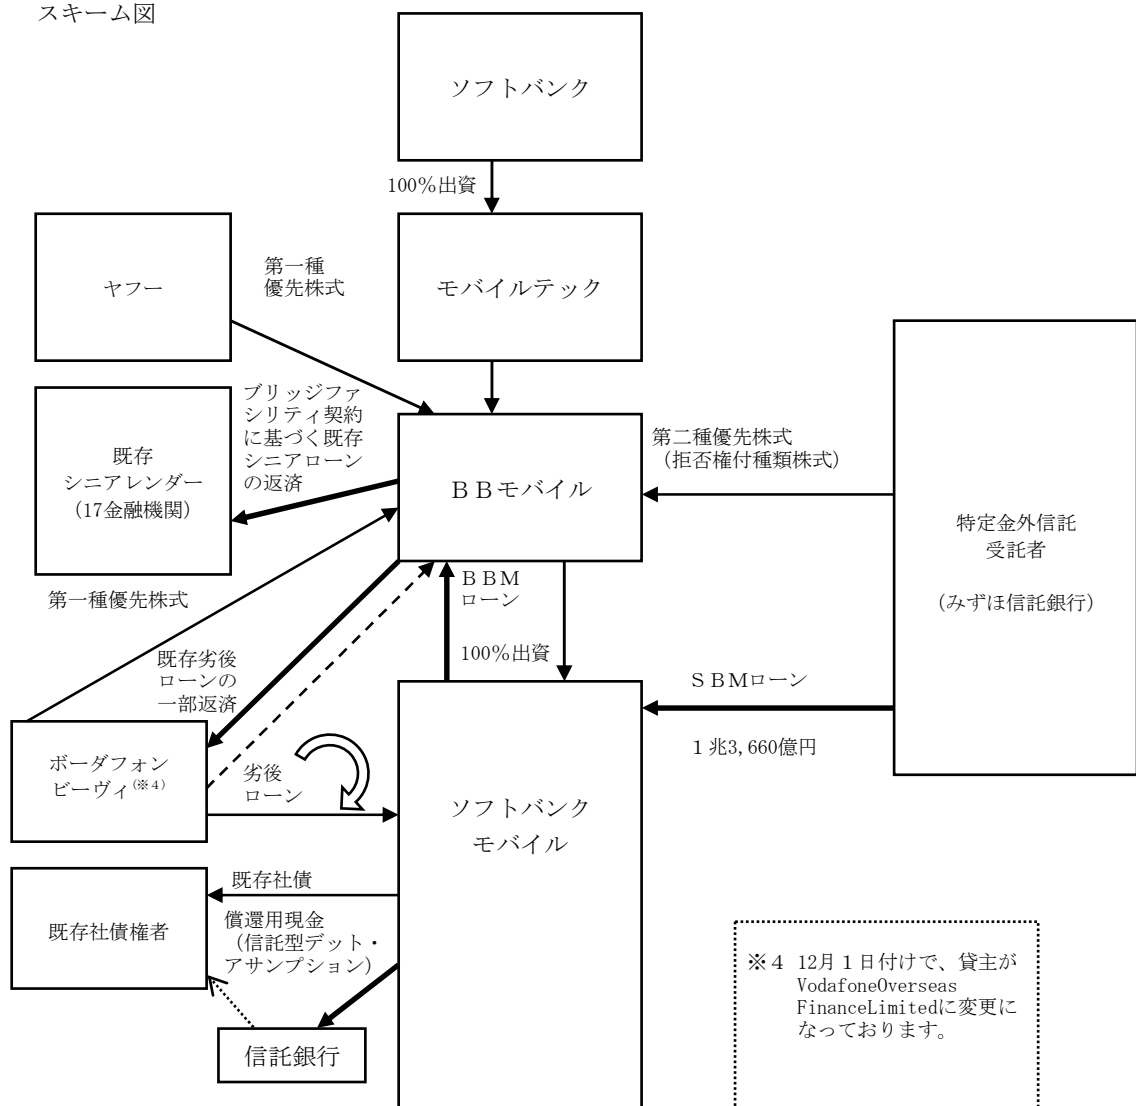 スキーム図
ソフトバンク
100％出資
ヤフー
第一種
優先株式
モバイルテック
既存
シニアレンダー
（17金融機関）
ブリッジファ
シリティ契約
に基づく既存
シニアローン
の返済
ＢＢモバイル
第二種優先株式
（拒否権付種類株式）
特定金外信託
受託者
（みずほ信託銀行）
第一種優先株式
ＢＢＭ
ローン
100％出資
既存劣後
ローンの
一部返済
ＳＢＭローン
１兆3,660億円
ボーダフォン
ビーヴィ(※４)
劣後
ローン
ソフトバンク
モバイル
既存社債
既存社債権者
償還用現金
（信託型デット・
アサンプション）
信託銀行
※４ 12月１日付けで、貸主が
VodafoneOverseas
FinanceLimitedに変更に
なっております。